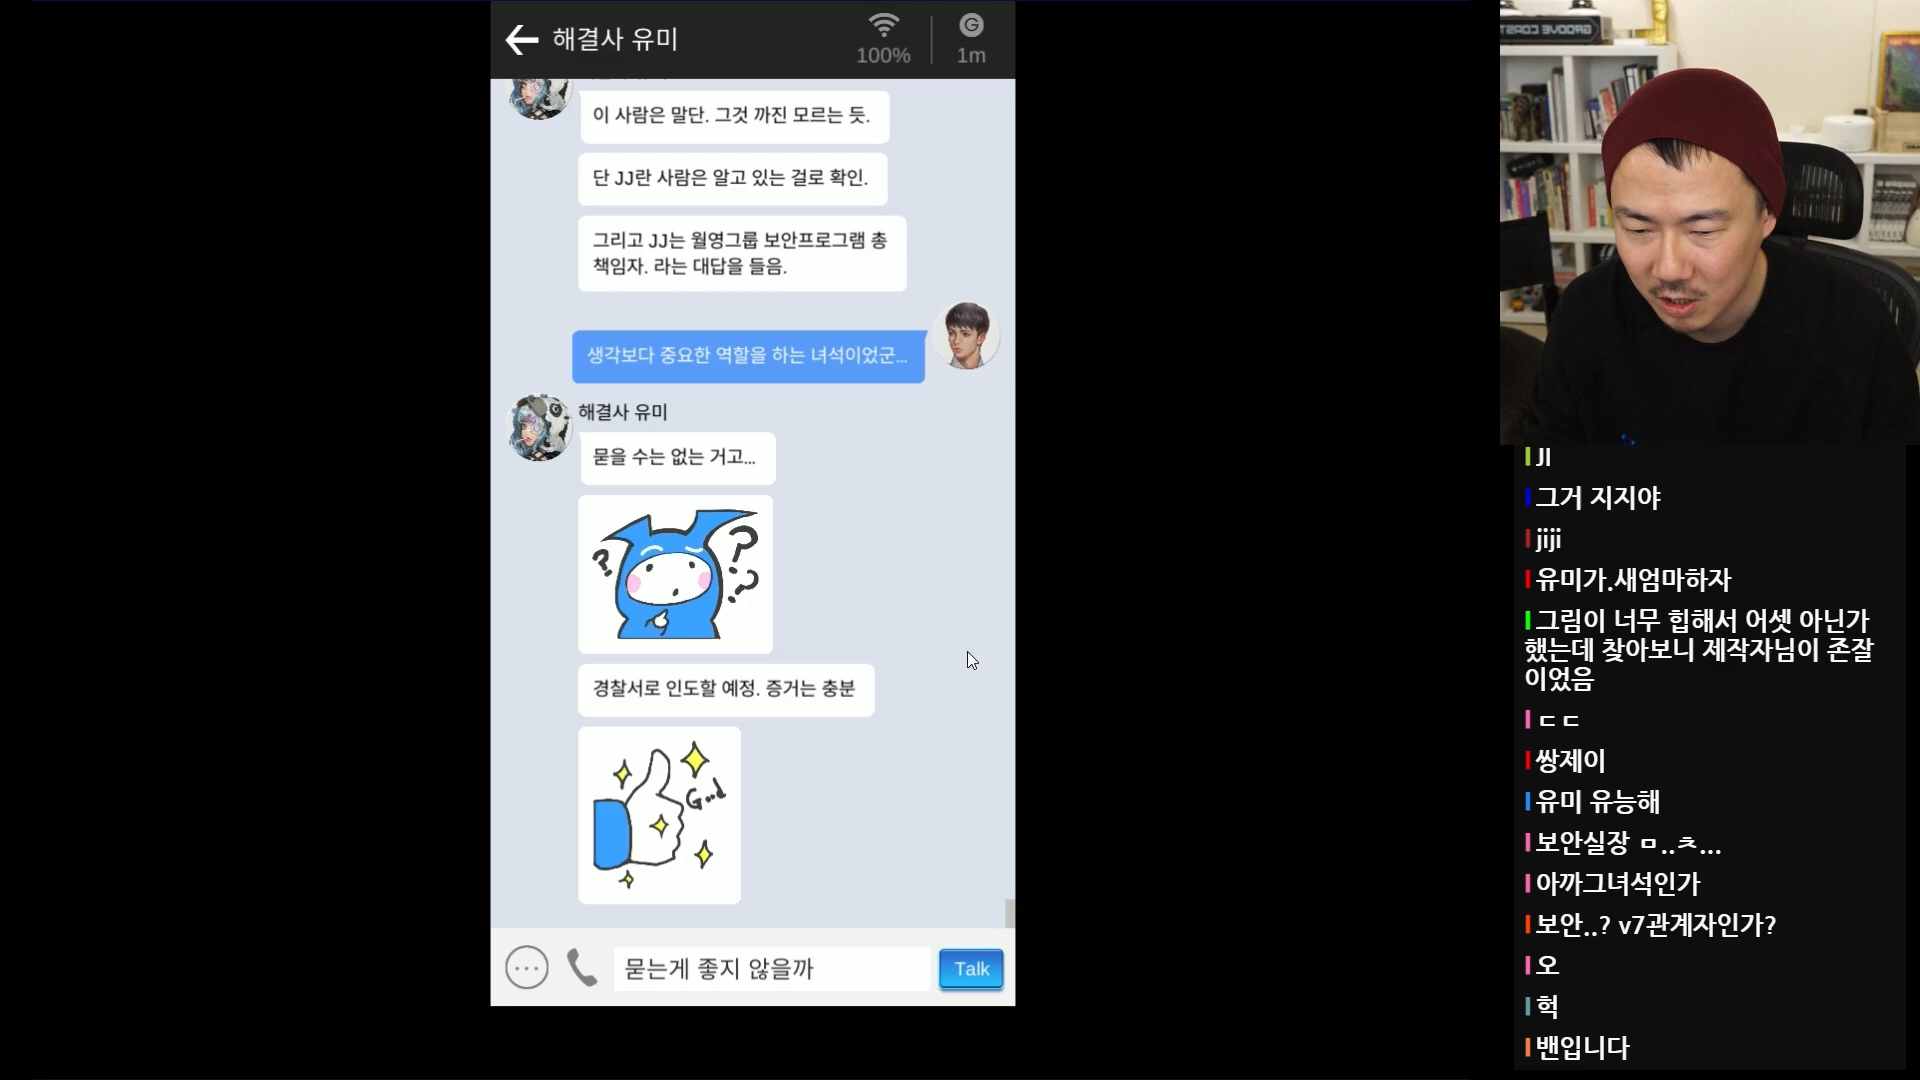 해결사 유미
100%
G
1m
이 사람은 말단. 그것 까진 모르는 듯.
단 JJ란 사람은 알고 있는 걸로 확인.
그리고 JJ는 월영그룹 보안프로그램 총
책임자. 라는 대답을 들음.
생각보다 중요한 역할을 하는 녀석이었군...
해결사 유미
묻을 수는 없는 거고...
? ? ?
경찰서로 인도할 예정. 증거는 충분
Good
묻는게 좋지 않을까
Talk
GROOVE COAST
JI
그거 지지야
jiji
유미가.새엄마하자
그림이 너무 힙해서 어셋 아닌가
했는데 찾아보니 제작자님이 존잘
이었음
ㄷㄷ
쌍제이
유미 유능해
보안실장 ㅁ..ㅊ...
아까그녀석인가
보안..? v7관계자인가?
오
헉
밴입니다